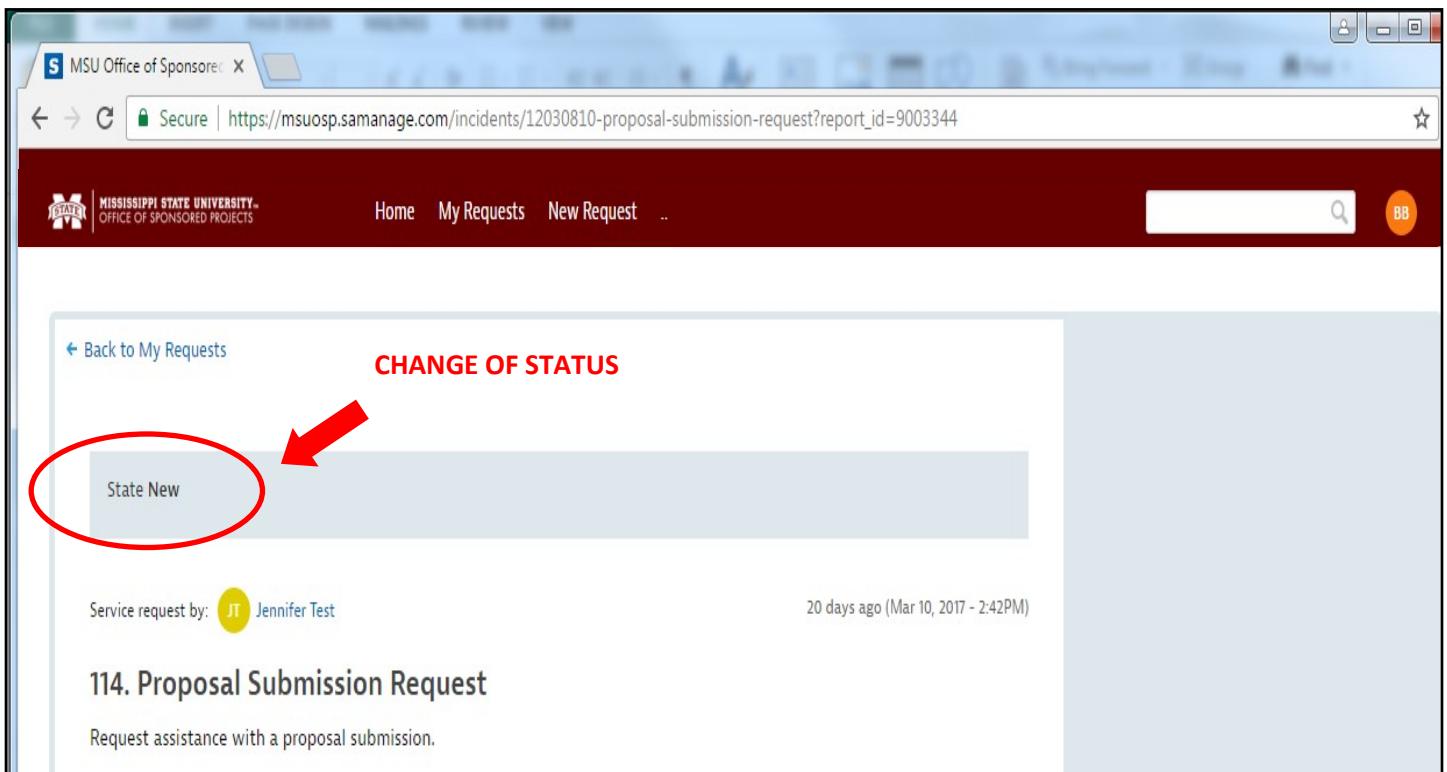 MSU Office of Sponsored
Secure | https://msuosp.samanage.com/incidents/12030810-proposal-submission-request?report_id=9003344
STATE
MISSISSIPPI STATE UNIVERSITY™
OFFICE OF SPONSORED PROJECTS
Home My Requests New Request ..
BB
Back to My Requests
CHANGE OF STATUS
State New
Service request by: JT Jennifer Test 20 days ago (Mar 10, 2017 - 2:42PM)
114. Proposal Submission Request
Request assistance with a proposal submission.